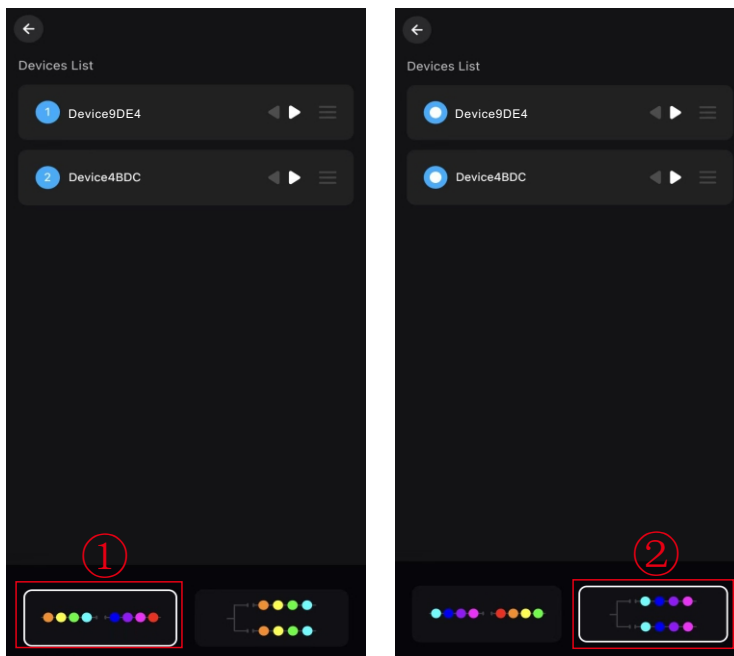 Devices List
1 Device9DE4
2 Device4BDC
①
Devices List
Device9DE4
Device4BDC
②